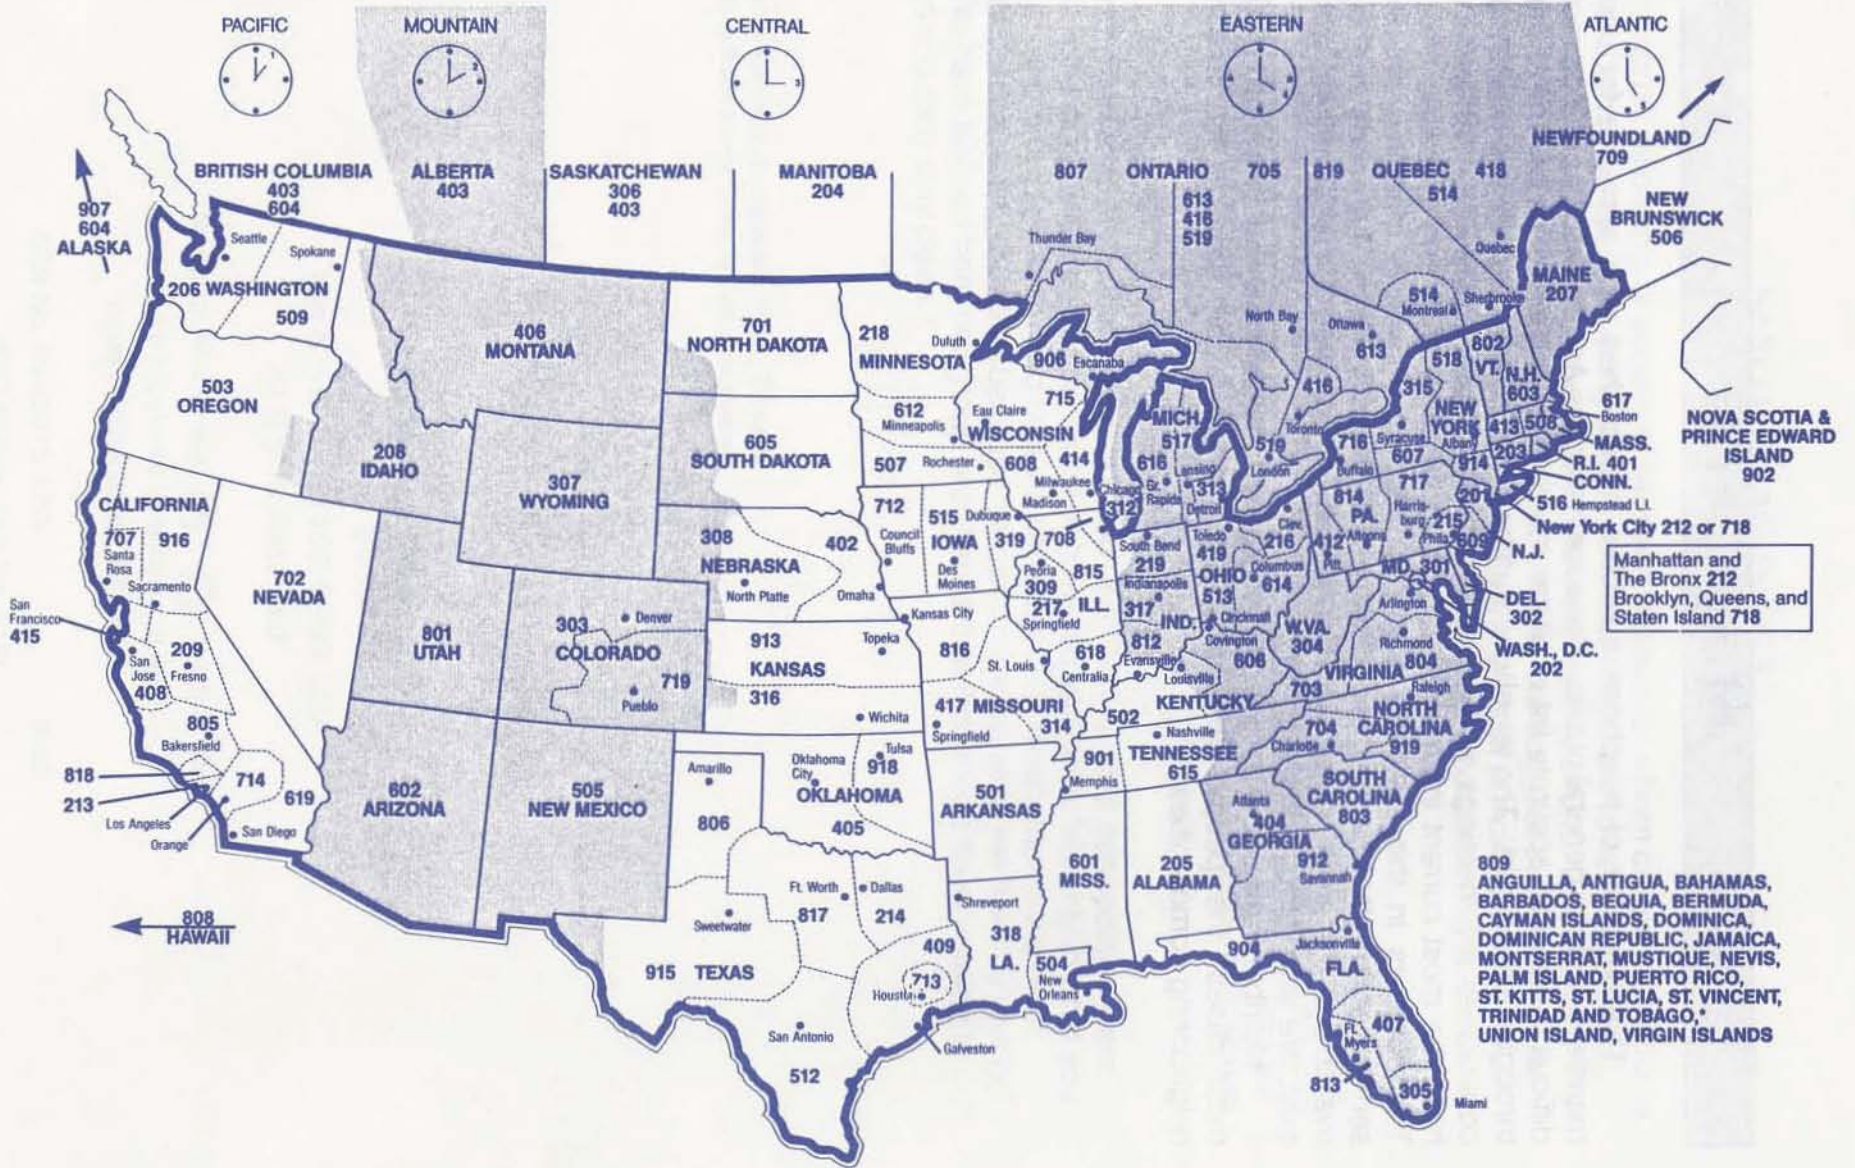 PACIFIC
MOUNTAIN
CENTRAL
EASTERN
ATLANTIC
1
2
3
4
5
NEWFOUNDLAND
709
BRITISH COLUMBIA
403
604
ALBERTA
403
SASKATCHEWAN
306
403
MANITOBA
204
807
ONTARIO
705
613
416
519
819
QUEBEC
418
514
NEW
BRUNSWICK
506
907
604
ALASKA
Seattle
Spokane
206 WASHINGTON
509
Thunder Bay
Quebec
MAINE
207
514
Montreal
Sherbrooke
North Bay
Ottawa
613
406
MONTANA
701
NORTH DAKOTA
218
Duluth
MINNESOTA
906
Escanaba
602
VT.
518
N.H.
603
503
OREGON
208
IDAHO
612
Minneapolis
Eau Claire
715
WISCONSIN
MICH.
517
416
Toronto
315
NEW
YORK
Albany
617
Boston
413
508
MASS.
NOVA SCOTIA &
PRINCE EDWARD
ISLAND
902
605
SOUTH DAKOTA
507
Rochester
608
414
Milwaukee
Madison
616
Gr.
Rapids
Lansing
313
Detroit
519
London
716
Buffalo
Syracuse
607
914
203
R.I. 401
CONN.
307
WYOMING
CALIFORNIA
707
Santa
Rosa
916
Sacramento
712
Council
Bluffs
515
IOWA
Des
Moines
Dubuque
319
Chicago
312
708
717
814
PA.
Harris-
burg
201
215
Phila.
609
516 Hempstead L.I.
New York City 212 or 718
N.J.
308
NEBRASKA
North Platte
402
Omaha
Peoria
309
815
South Bend
219
Indianapolis
Toledo
419
OHIO
Clev.
216
Columbus
614
412
Pitt.
Altoona
MD. 301
Manhattan and
The Bronx 212
Brooklyn, Queens, and
Staten Island 718
702
NEVADA
San
Francisco
415
801
UTAH
303
Denver
COLORADO
719
Pueblo
913
Topeka
KANSAS
316
Wichita
Kansas City
816
St. Louis
217
Springfield
ILL.
317
IND.
513
Cincinnati
Covington
W.VA.
304
Arlington
DEL.
302
WASH., D.C.
202
209
Fresno
San
Jose
408
618
Centralia
812
Evansville
Louisville
606
KENTUCKY
502
Richmond
VIRGINIA
804
703
805
Bakersfield
417
MISSOURI
Springfield
314
Raleigh
NORTH
CAROLINA
919
704
Charlotte
818
213
714
619
Los Angeles
Orange
San Diego
602
ARIZONA
505
NEW MEXICO
Amarillo
806
Oklahoma
City
Tulsa
918
OKLAHOMA
405
501
ARKANSAS
901
Memphis
Nashville
TENNESSEE
615
SOUTH
CAROLINA
803
Atlanta
404
GEORGIA
912
Savannah
808
HAWAII
Sweetwater
Ft. Worth
817
Dallas
214
Shreveport
318
LA.
601
MISS.
205
ALABAMA
915
TEXAS
409
713
Houston
504
New
Orleans
904
Jacksonville
FLA.
San Antonio
512
Galveston
407
Ft.
Myers
813
305
Miami
809
ANGUILLA, ANTIGUA, BAHAMAS,
BARBADOS, BEQUIA, BERMUDA,
CAYMAN ISLANDS, DOMINICA,
DOMINICAN REPUBLIC, JAMAICA,
MONTSERRAT, MUSTIQUE, NEVIS,
PALM ISLAND, PUERTO RICO,
ST. KITTS, ST. LUCIA, ST. VINCENT,
TRINIDAD AND TOBAGO,*
UNION ISLAND, VIRGIN ISLANDS